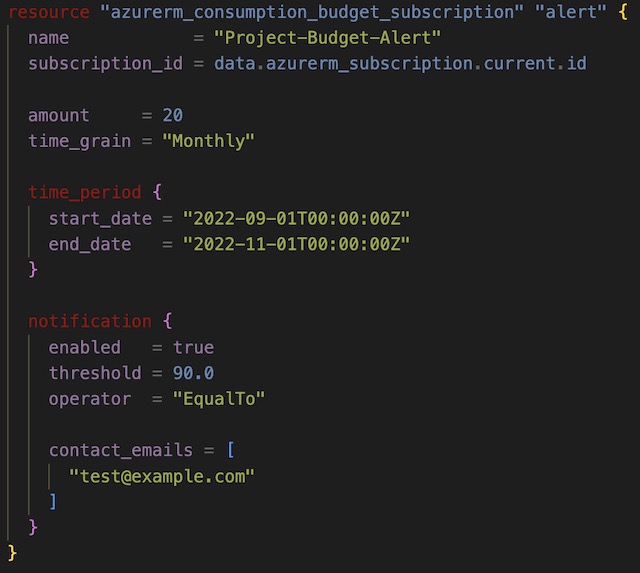 resource "azurerm_consumption_budget_subscription" "alert" {
  name            = "Project-Budget-Alert"
  subscription_id = data.azurerm_subscription.current.id

  amount     = 20
  time_grain = "Monthly"

  time_period {
    start_date = "2022-09-01T00:00:00Z"
    end_date   = "2022-11-01T00:00:00Z"
  }

  notification {
    enabled   = true
    threshold = 90.0
    operator  = "EqualTo"

    contact_emails = [
      "test@example.com"
    ]
  }
}